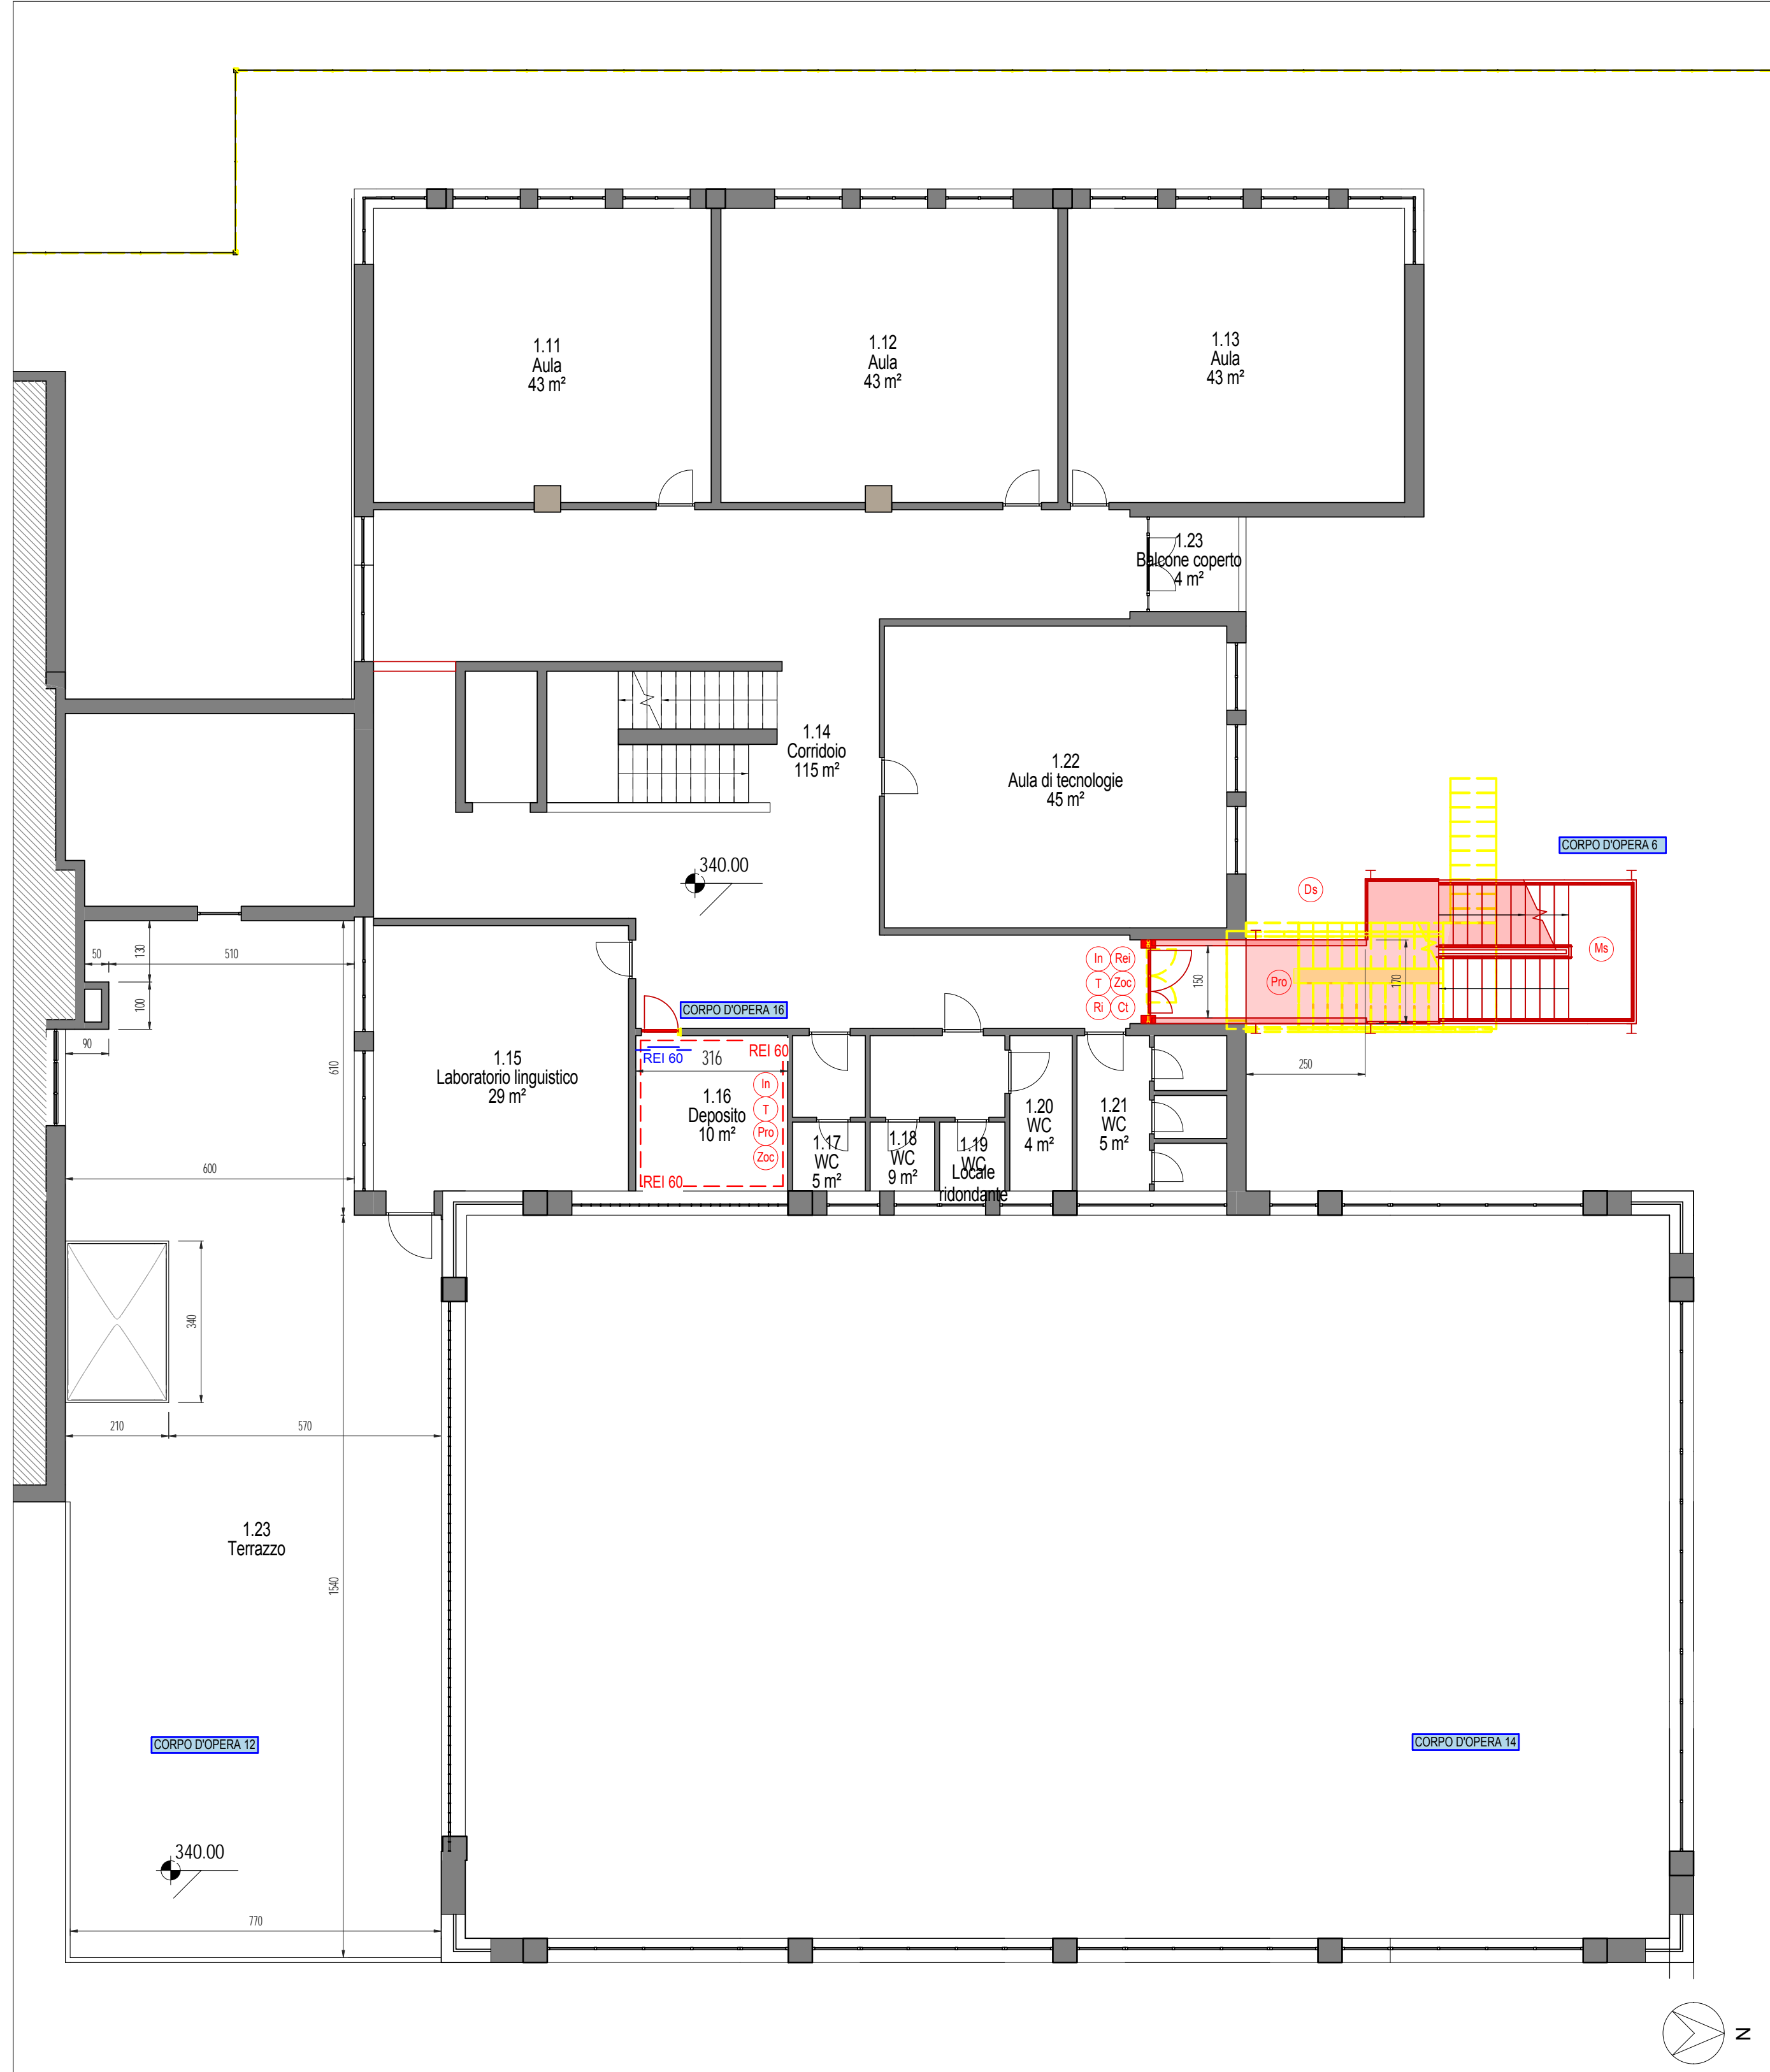 1.11
Aula
43 m²
1.12
Aula
43 m²
1.13
Aula
43 m²
1.23
Balcone coperto
4 m²
1.14
Corridoio
115 m²
1.22
Aula di tecnologie
45 m²
CORPO D'OPERA 6
340.00
Ds
Ms
50
130
510
100
90
610
In
Rei
T
Zoc
Ri
Ct
150
Pro
170
250
CORPO D'OPERA 16
1.15
Laboratorio linguistico
29 m²
REI 60
REI 60
316
1.16
Deposito
10 m²
In
T
Pro
Zoc
REI 60
1.17
WC
5 m²
1.18
WC
9 m²
1.19
WC
Locale
ridondante
1.20
WC
4 m²
1.21
WC
5 m²
600
340
210
570
1.23
Terrazzo
1540
CORPO D'OPERA 12
CORPO D'OPERA 14
340.00
770
N